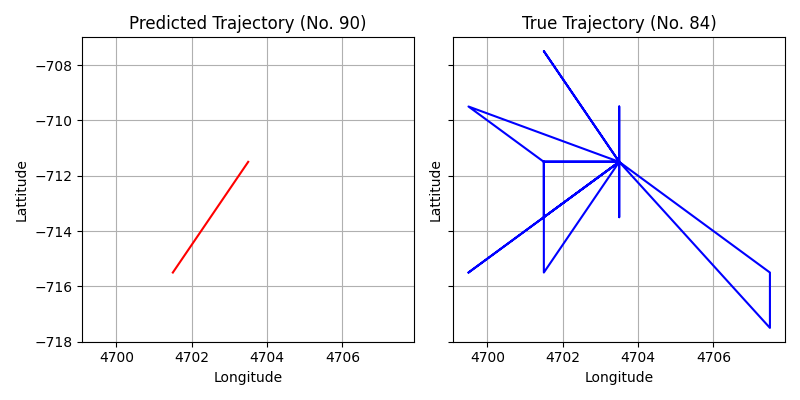 Predicted Trajectory (No. 90)
True Trajectory (No. 84)
−708
−710
−712
−714
−716
−718
Lattitude
Lattitude
4700 4702 4704 4706
4700 4702 4704 4706
Longitude
Longitude